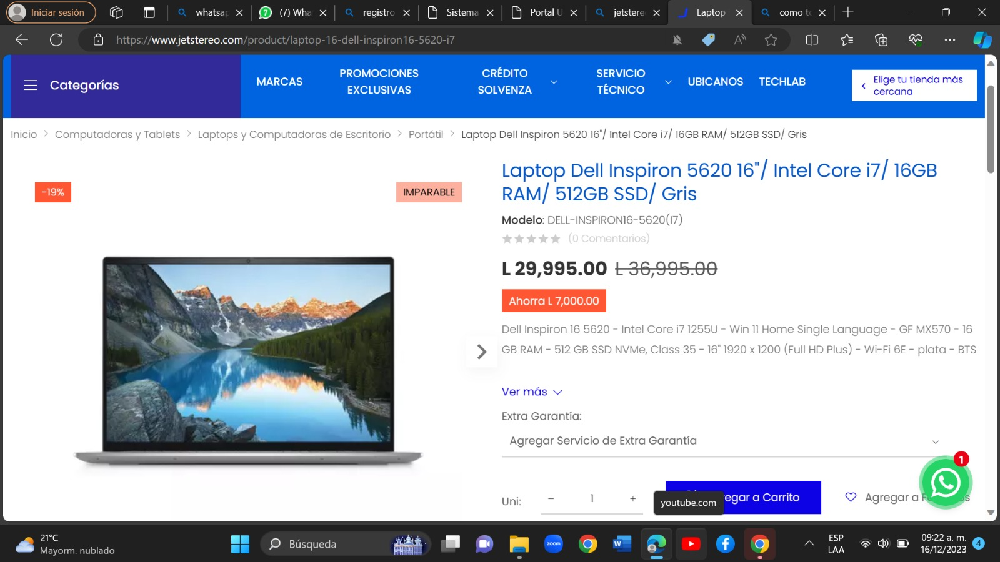 Iniciar sesión
whatsap
(7) Wha
registro
Sistema
Portal U
jetstere
Laptop
como t
https://www.jetstereo.com/product/laptop-16-dell-inspiron16-5620-i7
Categorías
MARCAS
PROMOCIONES
EXCLUSIVAS
CRÉDITO
SOLVENZA
SERVICIO
TÉCNICO
UBICANOS
TECHLAB
Elige tu tienda más
cercana
Inicio > Computadoras y Tablets > Laptops y Computadoras de Escritorio > Portátil > Laptop Dell Inspiron 5620 16"/ Intel Core i7/ 16GB RAM/ 512GB SSD/ Gris
-19%
IMPARABLE
Laptop Dell Inspiron 5620 16"/ Intel Core i7/ 16GB
RAM/ 512GB SSD/ Gris
Modelo: DELL-INSPIRON16-5620(I7)
(0 Comentarios)
L 29,995.00 L 36,995.00
Ahorra L 7,000.00
Dell Inspiron 16 5620 - Intel Core i7 1255U - Win 11 Home Single Language - GF MX570 - 16
GB RAM - 512 GB SSD NVMe, Class 35 - 16" 1920 x 1200 (Full HD Plus) - Wi-Fi 6E - plata - BTS
Ver más
Extra Garantía:
Agregar Servicio de Extra Garantía
1
Uni:
− 1 +
egar a Carrito
youtube.com
Agregar a F
21°C
Mayorm. nublado
Búsqueda
zoom
ESP
LAA
09:22 a. m.
16/12/2023
4